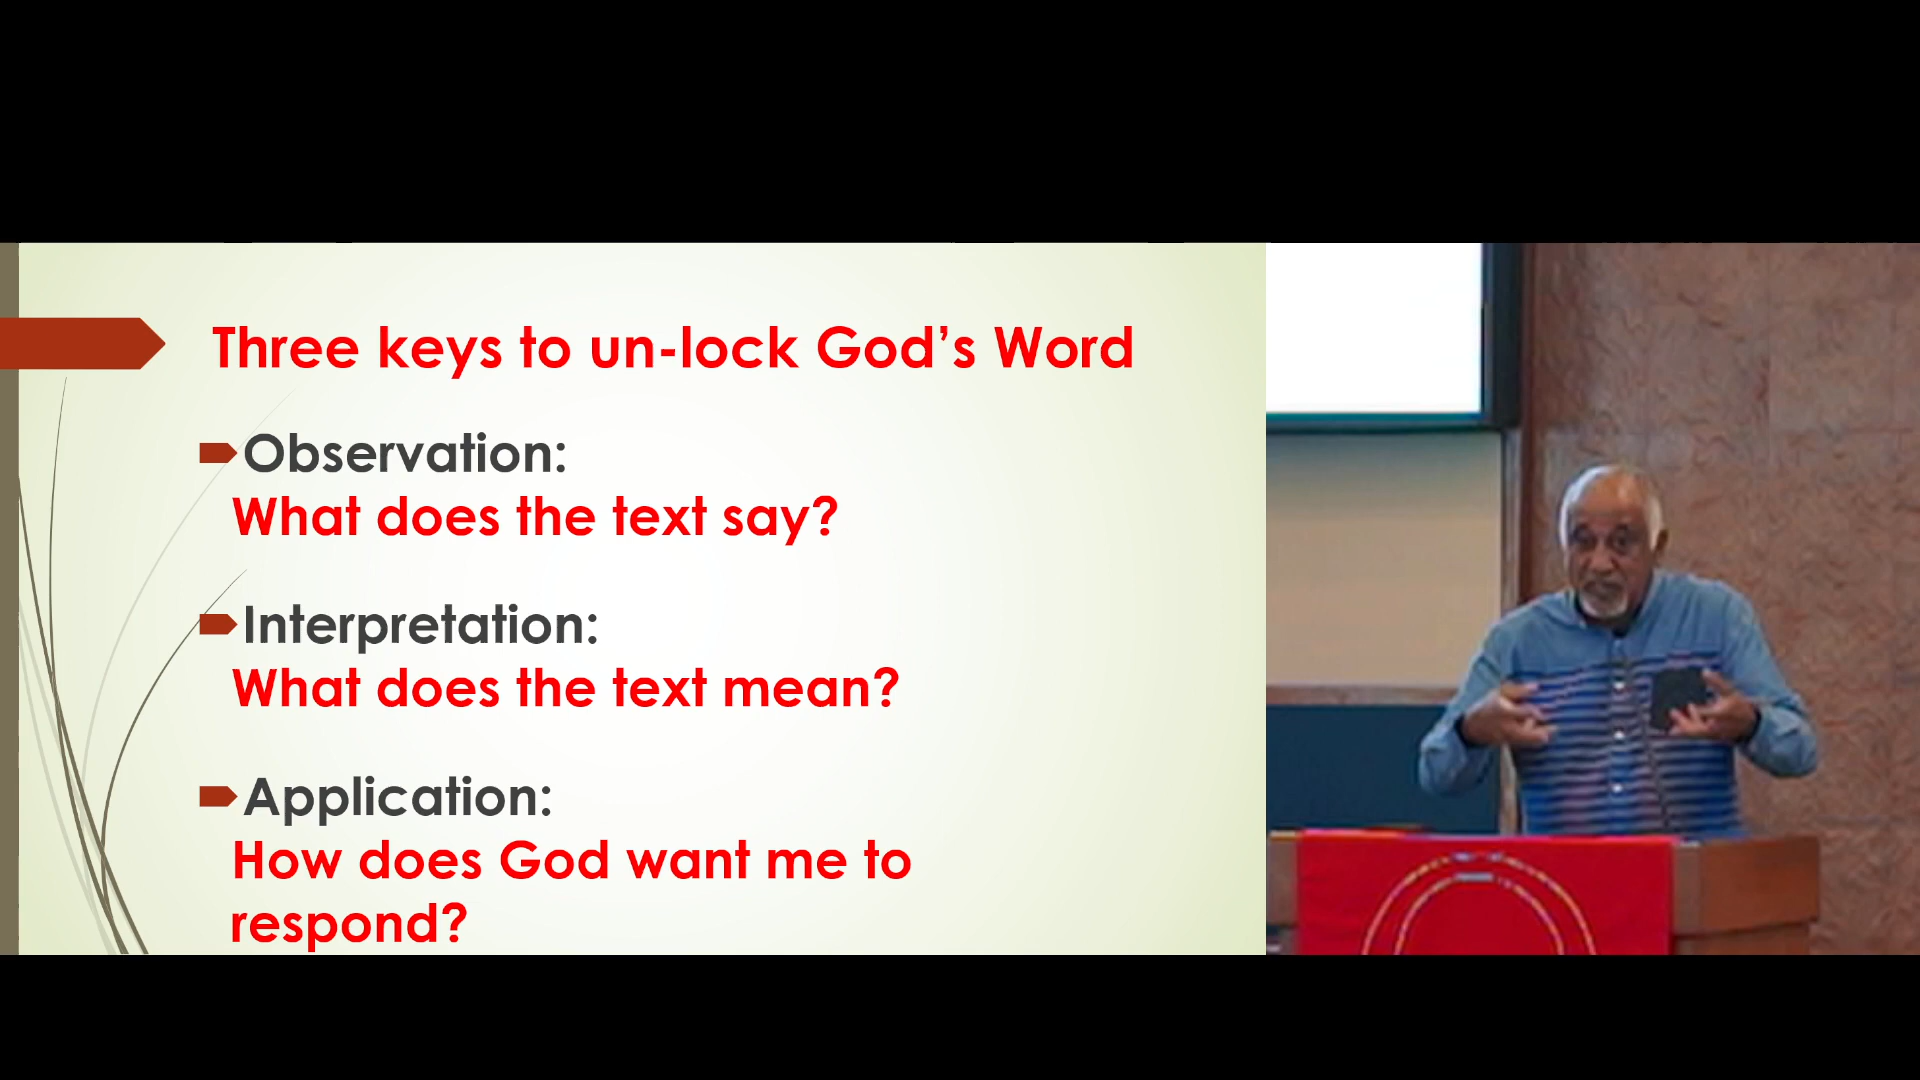 Three keys to un-lock God’s Word
Observation:
What does the text say?
Interpretation:
What does the text mean?
Application:
How does God want me to
respond?